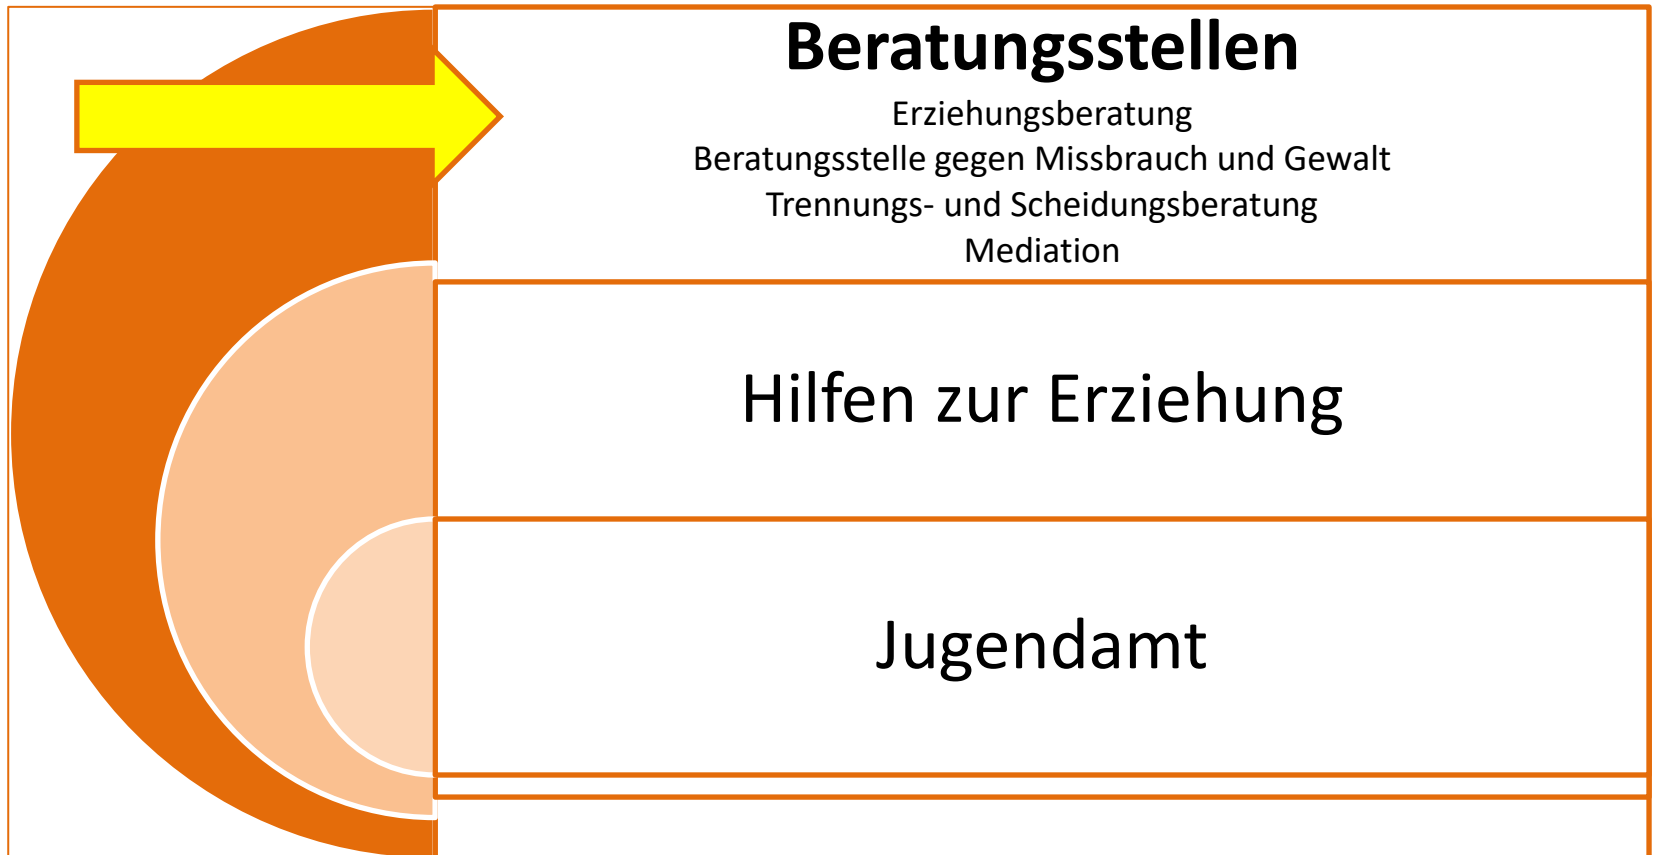 Beratungsstellen
Erziehungsberatung
Beratungsstelle gegen Missbrauch und Gewalt
Trennungs- und Scheidungsberatung
Mediation
Hilfen zur Erziehung
Jugendamt